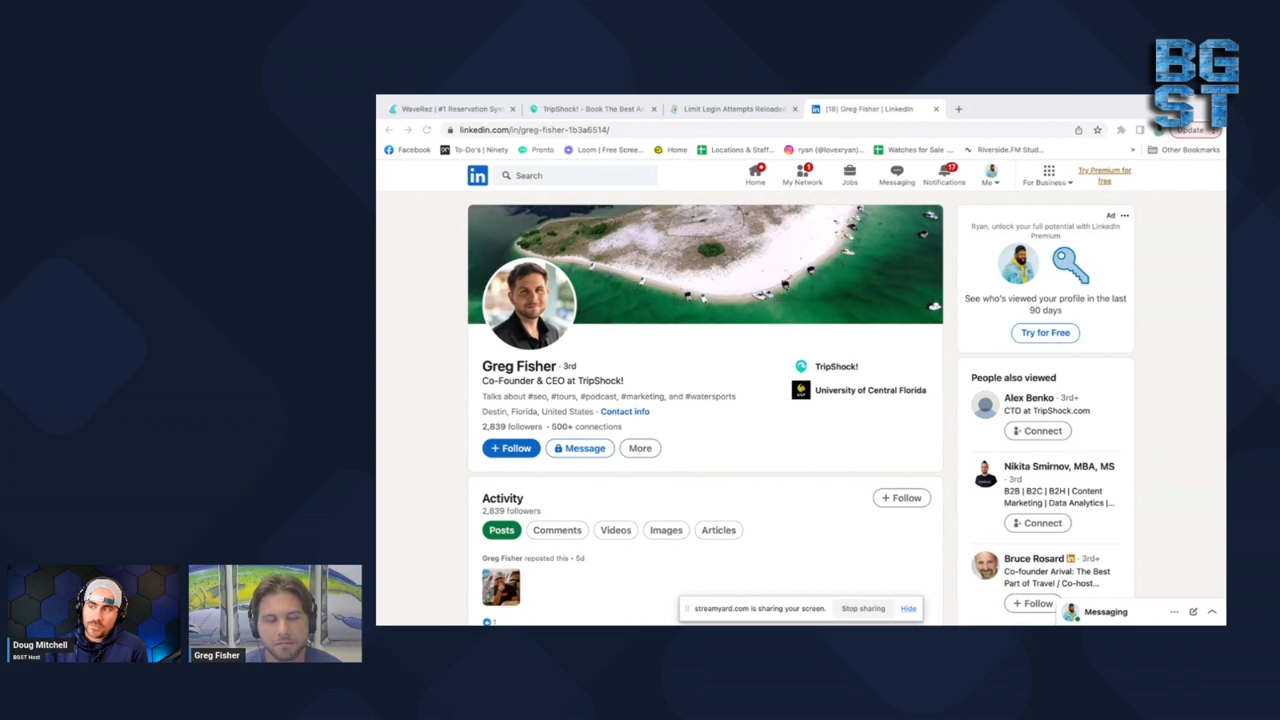 BG
ST
WaveRez | #1 Reservation Syst
TripShock! - Book The Best Ac
Limit Login Attempts Reloaded
(18) Greg Fisher | LinkedIn
linkedin.com/in/greg-fisher-1b3a6514/
Update
Facebook
To-Do's | Ninety
Pronto
Loom | Free Scree...
Home
Locations & Staff...
ryan (@lovexryan)...
Watches for Sale ...
Riverside.FM Stud...
Other Bookmarks
in
Search
Home
1
My Network
Jobs
Messaging
17
Notifications
Me
For Business
Try Premium for
free
Ad
Ryan, unlock your full potential with LinkedIn
Premium
See who's viewed your profile in the last
90 days
Try for Free
Greg Fisher · 3rd
Co-Founder & CEO at TripShock!
Talks about #seo, #tours, #podcast, #marketing, and #watersports
Destin, Florida, United States · Contact info
2,839 followers · 500+ connections
+ Follow
Message
More
TripShock!
University of Central Florida
People also viewed
Alex Benko · 3rd+
CTO at TripShock.com
Connect
Nikita Smirnov, MBA, MS
· 3rd
B2B | B2C | B2H | Content
Marketing | Data Analytics |...
Connect
Bruce Rosard in · 3rd+
Co-founder Arival: The Best
Part of Travel / Co-host...
+ Follow
Messaging
Activity
2,839 followers
+ Follow
Posts
Comments
Videos
Images
Articles
Greg Fisher reposted this · 5d
1
streamyard.com is sharing your screen.
Stop sharing
Hide
Doug Mitchell
BGST Host
Greg Fisher